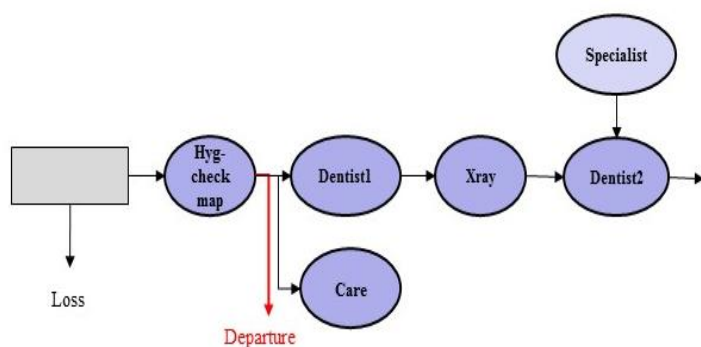 Specialist
Hyg-
check
map
Dentist1
Xray
Dentist2
Care
Loss
Departure